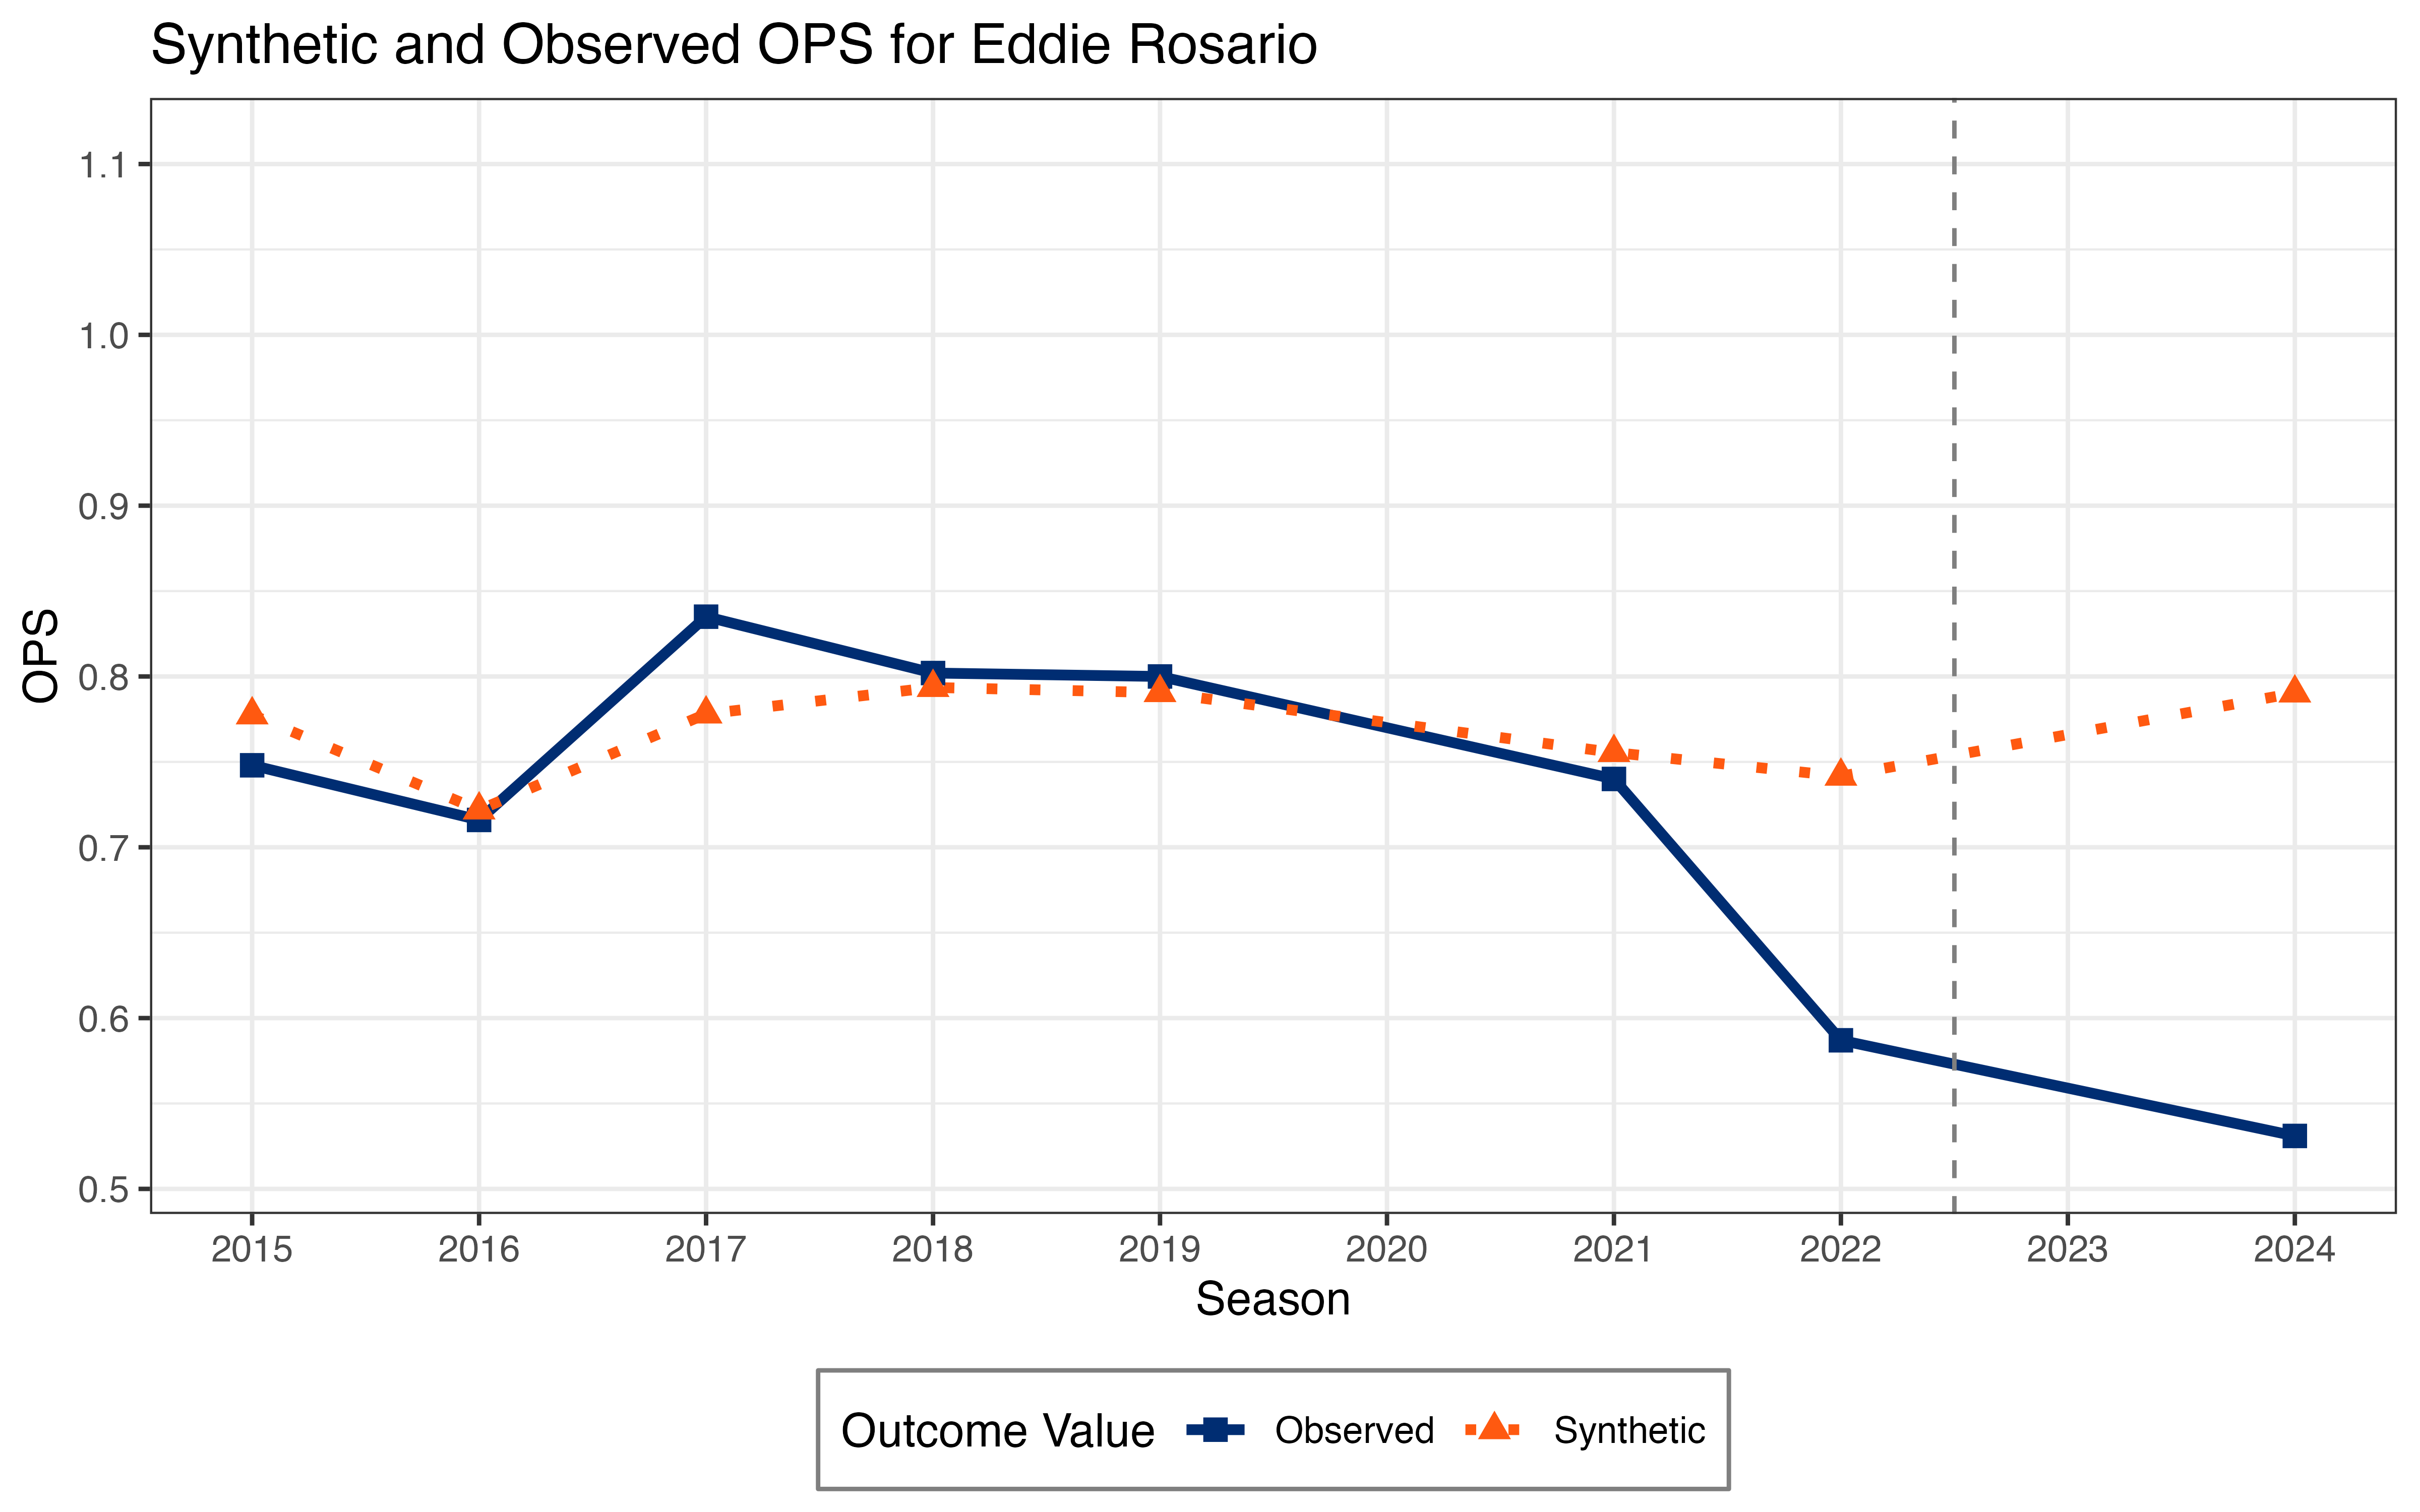 Synthetic and Observed OPS for Eddie Rosario
1.1
1.0
0.9
0.8
0.7
0.6
0.5
OPS
2015 2016 2017 2018 2019 2020 2021 2022 2023 2024
Season
Outcome Value Observed Synthetic